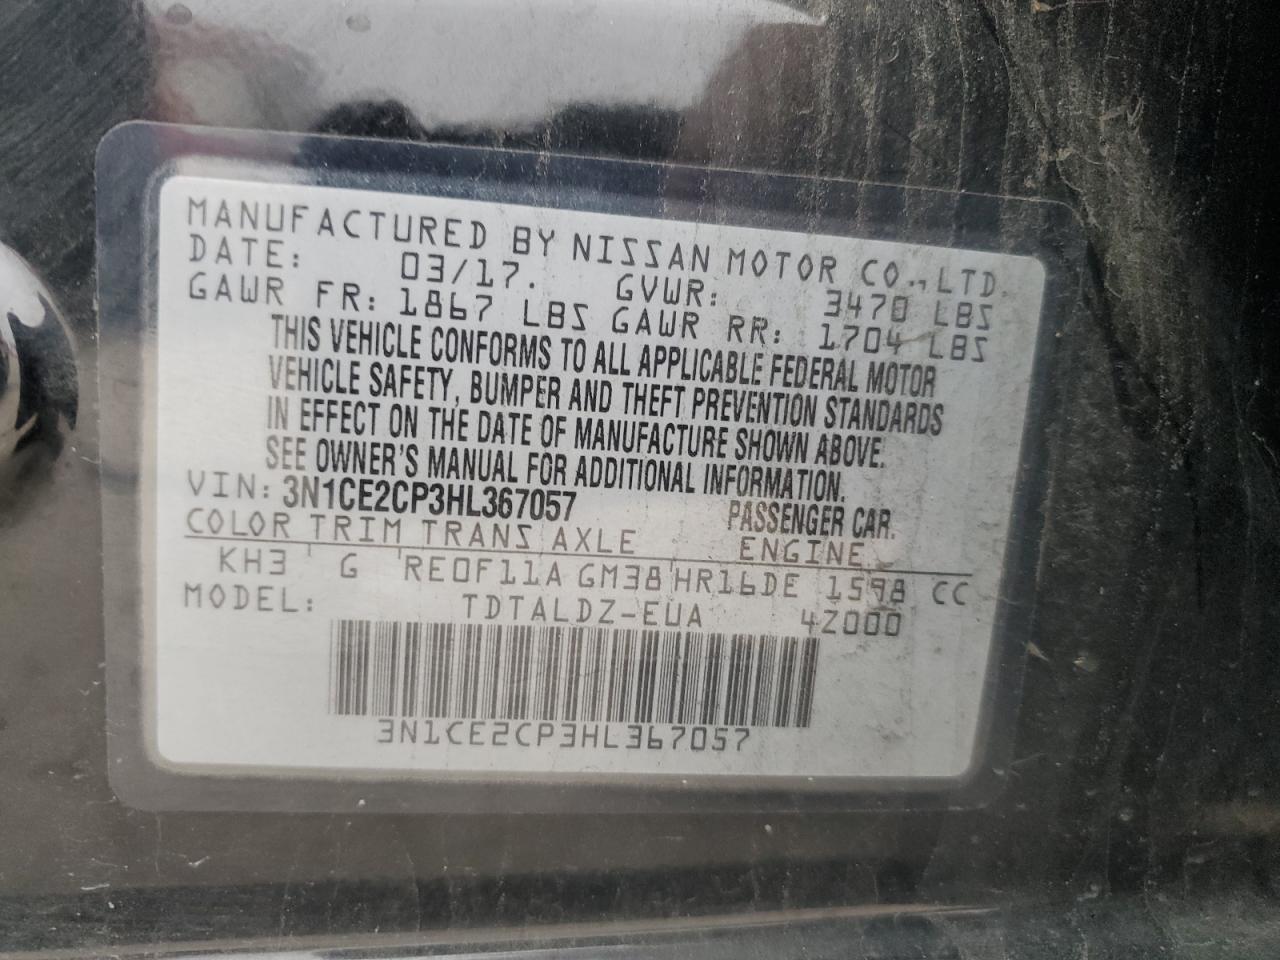 MANUFACTURED BY NISSAN MOTOR CO.,LTD.
DATE: 03/17. GVWR: 3470 LBS
GAWR FR: 1867 LBS GAWR RR: 1704 LBS
THIS VEHICLE CONFORMS TO ALL APPLICABLE FEDERAL MOTOR
VEHICLE SAFETY, BUMPER AND THEFT PREVENTION STANDARDS
IN EFFECT ON THE DATE OF MANUFACTURE SHOWN ABOVE.
SEE OWNER'S MANUAL FOR ADDITIONAL INFORMATION.
VIN: 3N1CE2CP3HL367057 PASSENGER CAR.
COLOR TRIM TRANS AXLE ENGINE
KH3 G RE0F11A GM38 HR16DE 1598 CC
MODEL: TDTALDZ-EUA 4Z000
3N1CE2CP3HL367057